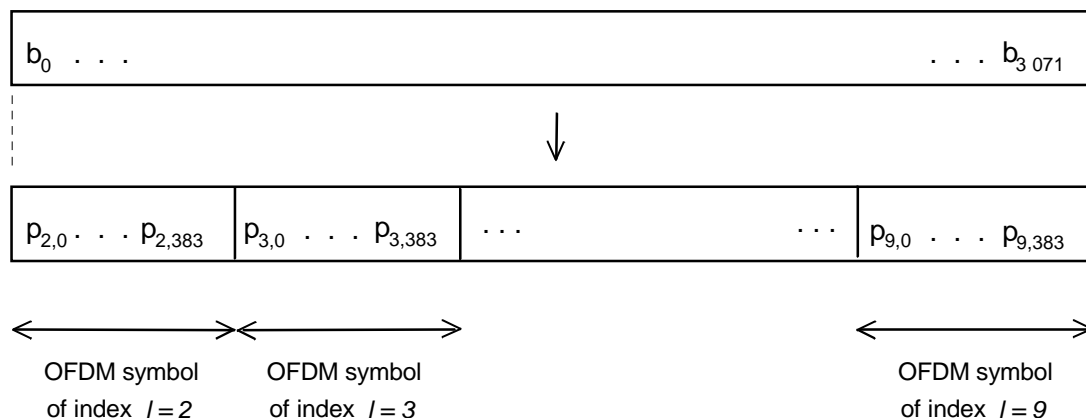 b0 . . . . . . b3 071
p2,0 . . . p2,383 p3,0 . . . p3,383 . . . . . . p9,0 . . . p9,383
OFDM symbol OFDM symbol OFDM symbol
of index l = 2 of index l = 3 of index l = 9